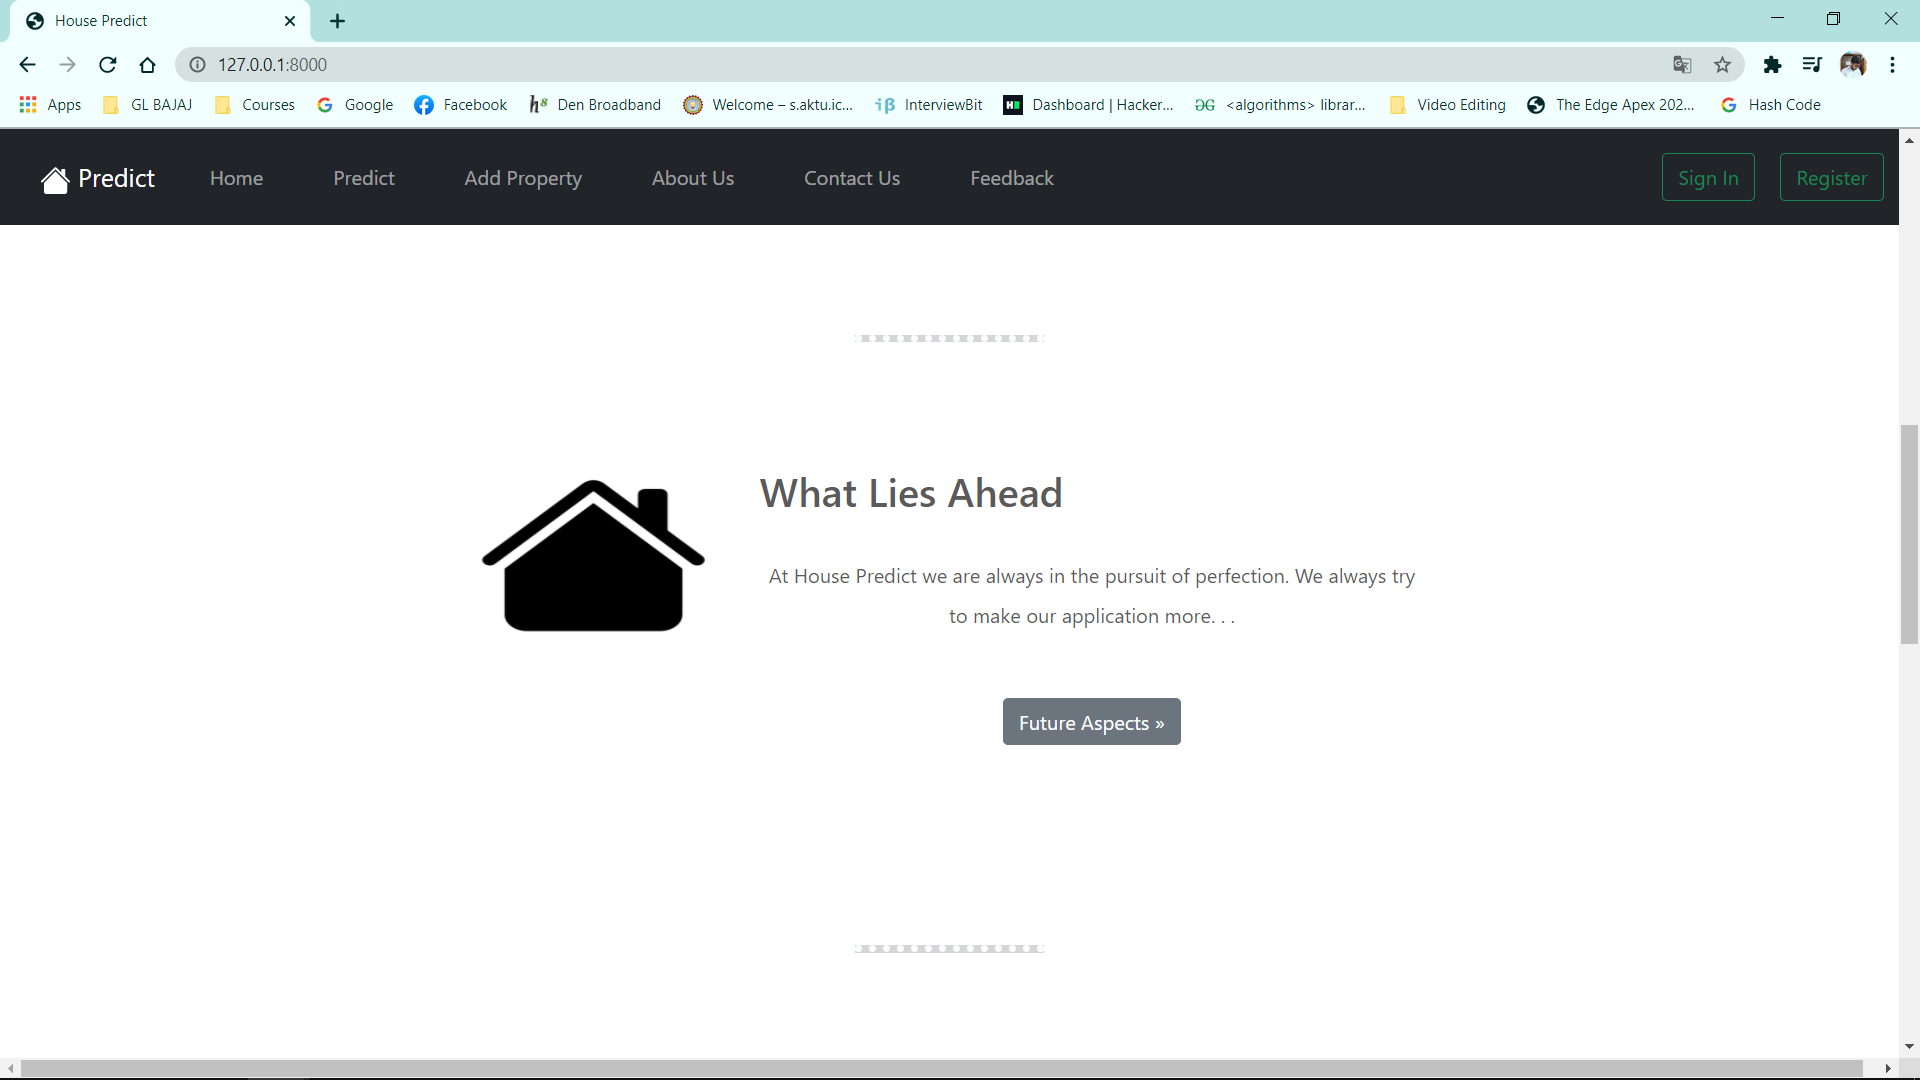 House Predict
127.0.0.1:8000
Apps GL BAJAJ Courses Google Facebook Den Broadband Welcome – s.aktu.ic... InterviewBit Dashboard | Hacker... <algorithms> librar... Video Editing The Edge Apex 202... Hash Code
Predict Home Predict Add Property About Us Contact Us Feedback Sign In Register
What Lies Ahead
At House Predict we are always in the pursuit of perfection. We always try
to make our application more. . .
Future Aspects »